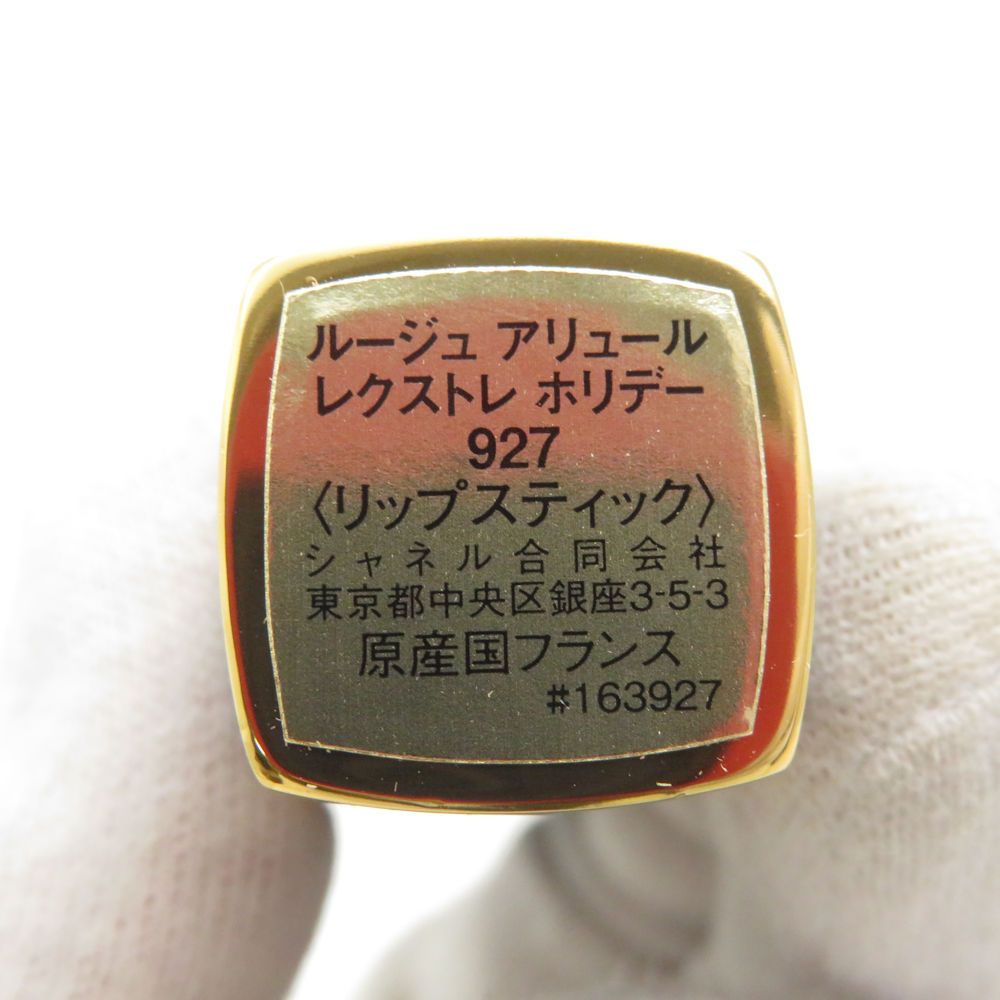 ルージュ アリュール
レクストレ ホリデー
927
〈リップスティック〉
シャネル合同会社
東京都中央区銀座3-5-3
原産国フランス
#163927